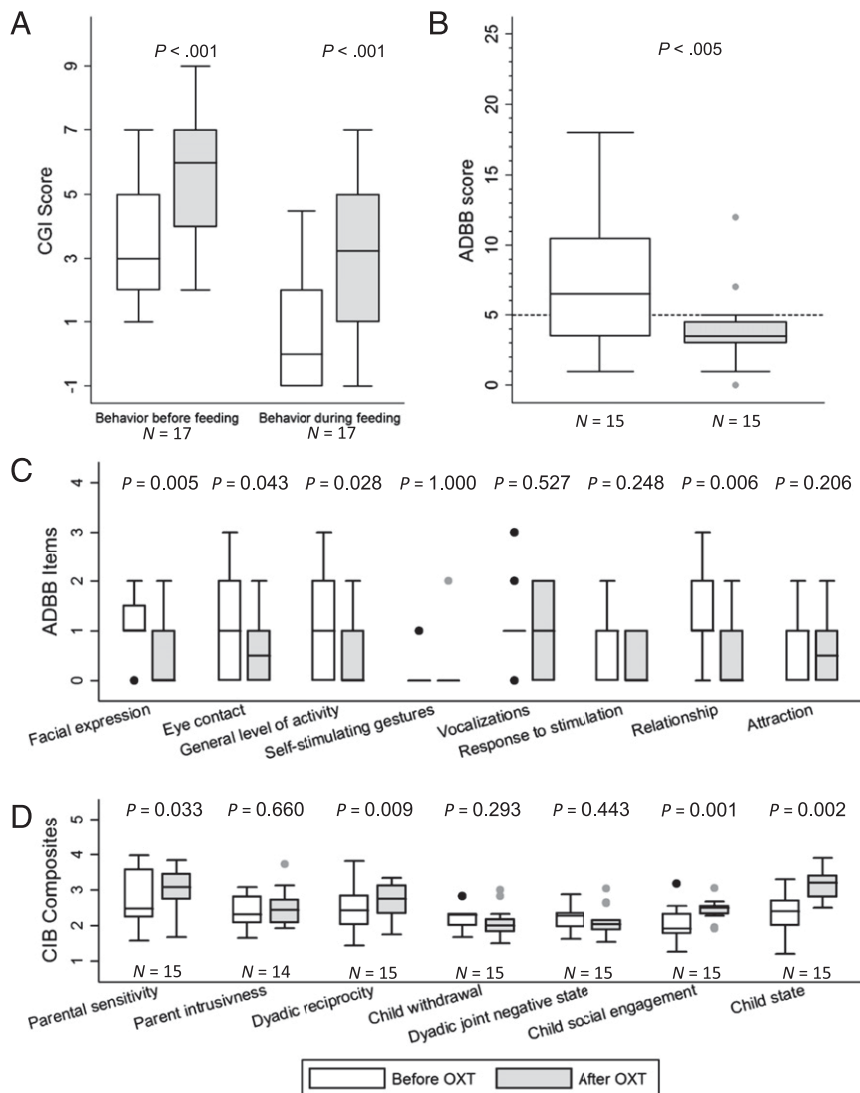 A
P < .001 P < .001
CGI Score
9
7
5
3
1
-1
Behavior before feeding Behavior during feeding
N = 17 N = 17
B
P < .005
ADBB score
25
20
15
10
5
0
N = 15 N = 15
C
P = 0.005 P = 0.043 P = 0.028 P = 1.000 P = 0.527 P = 0.248 P = 0.006 P = 0.206
ADBB Items
4
3
2
1
0
Facial expression
Eye contact
General level of activity
Self-stimulating gestures
Vocalizations
Response to stimulation
Relationship
Attraction
D
P = 0.033 P = 0.660 P = 0.009 P = 0.293 P = 0.443 P = 0.001 P = 0.002
CIB Composites
5
4
3
2
1
N = 15 N = 14 N = 15 N = 15 N = 15 N = 15 N = 15
Parental sensitivity
Parent intrusivness
Dyadic reciprocity
Child withdrawal
Dyadic joint negative state
Child social engagement
Child state
Before OXT After OXT